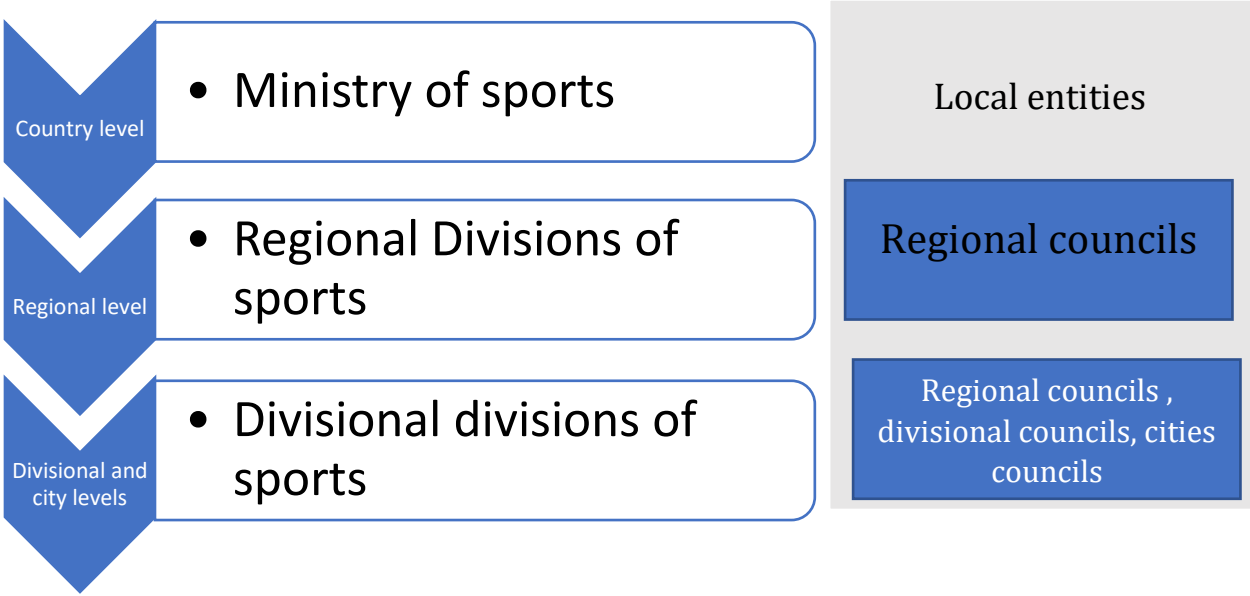 Country level
• Ministry of sports
Local entities
Regional level
• Regional Divisions of
sports
Regional councils
Divisional and
city levels
• Divisional divisions of
sports
Regional councils ,
divisional councils, cities
councils